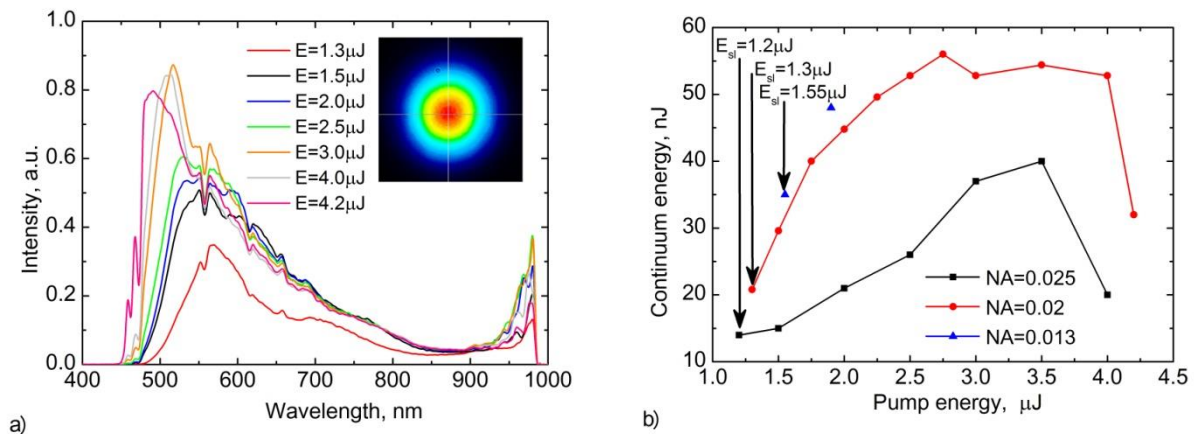 1.0
0.8
0.6
0.4
0.2
0.0
Intensity, a.u.
E=1.3μJ
E=1.5μJ
E=2.0μJ
E=2.5μJ
E=3.0μJ
E=4.0μJ
E=4.2μJ
400 500 600 700 800 900 1000
Wavelength, nm
a)
60
50
40
30
20
10
Continuum energy, nJ
E_sl=1.2μJ
E_sl=1.3μJ
E_sl=1.55μJ
NA=0.025
NA=0.02
NA=0.013
1.0 1.5 2.0 2.5 3.0 3.5 4.0 4.5
Pump energy, μJ
b)